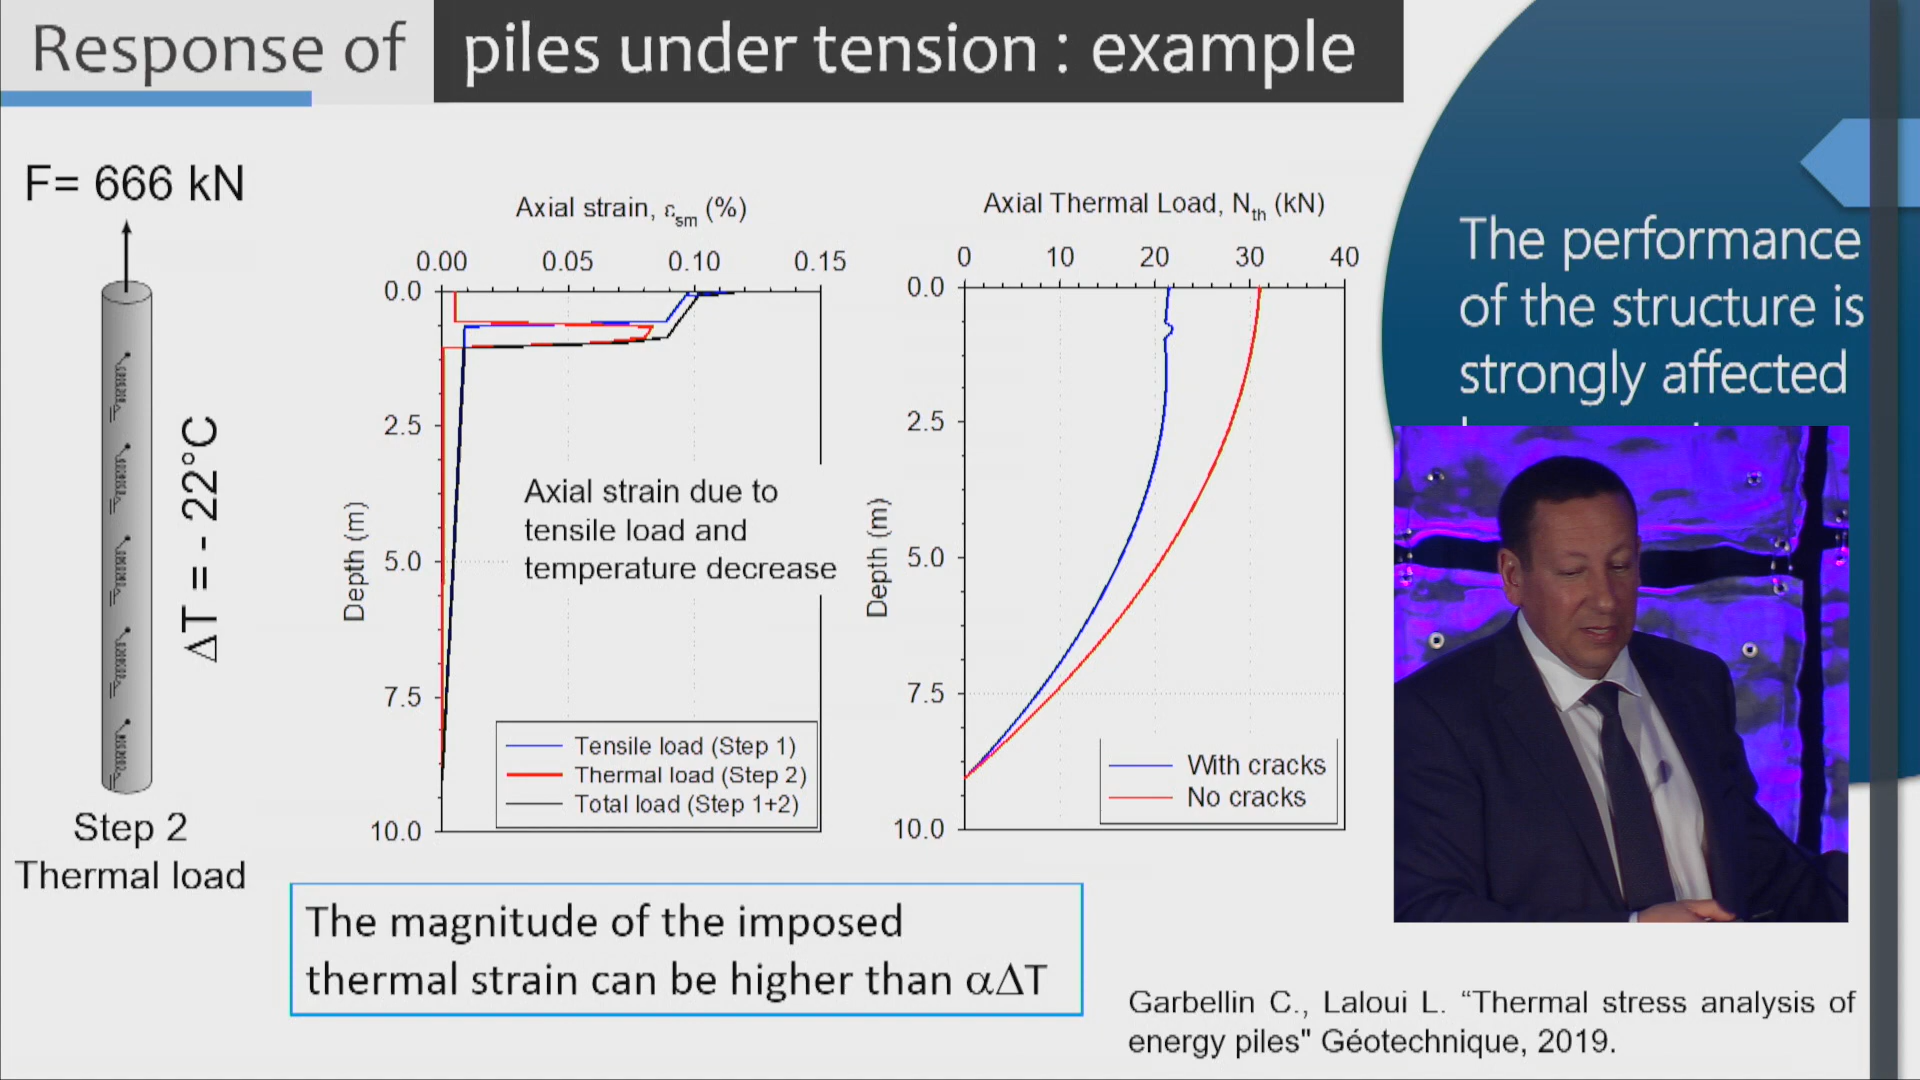 Response of piles under tension : example
F= 666 kN
ΔT = - 22°C
Step 2
Thermal load
Axial strain, εsm (%)
0.00 0.05 0.10 0.15
0.0
2.5
5.0
7.5
10.0
Depth (m)
Axial strain due to
tensile load and
temperature decrease
Tensile load (Step 1)
Thermal load (Step 2)
Total load (Step 1+2)
Axial Thermal Load, Nth (kN)
0 10 20 30 40
0.0
2.5
5.0
7.5
10.0
Depth (m)
With cracks
No cracks
The performance
of the structure is
strongly affected
The magnitude of the imposed
thermal strain can be higher than αΔT
Garbellin C., Laloui L. “Thermal stress analysis of
energy piles" Géotechnique, 2019.